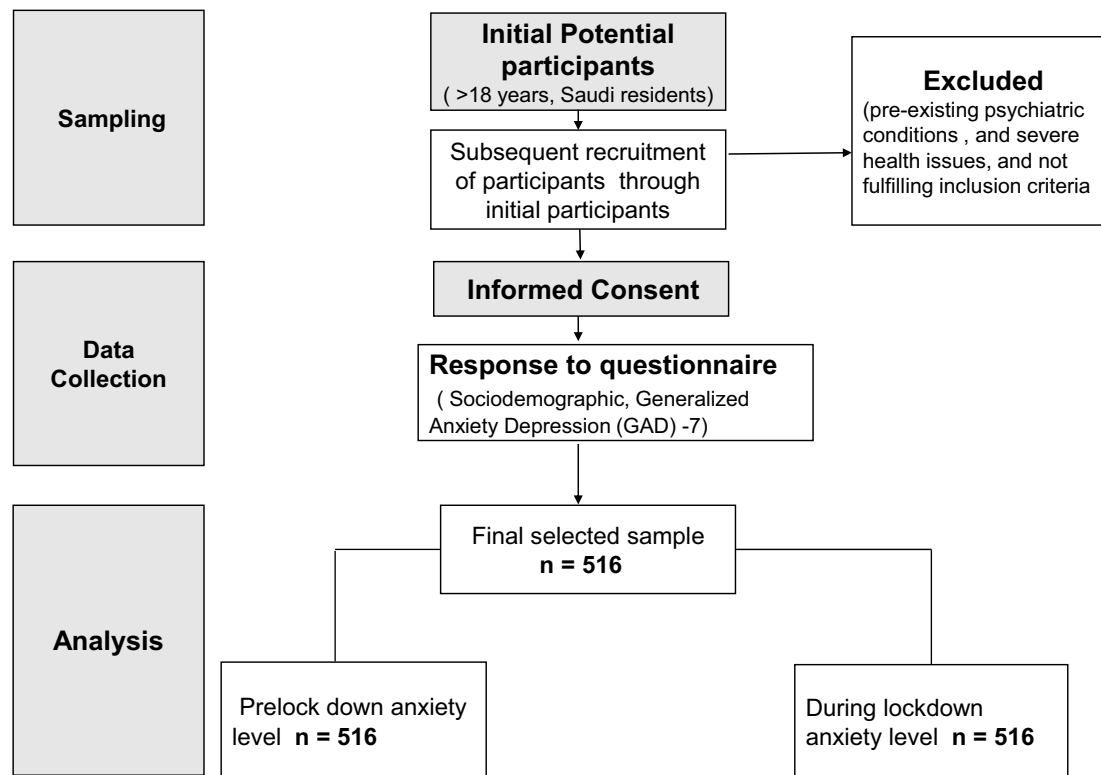 Sampling
Initial Potential
participants
( >18 years, Saudi residents)
Subsequent recruitment
of participants through
initial participants
Excluded
(pre-existing psychiatric
conditions , and severe
health issues, and not
fulfilling inclusion criteria
Data
Collection
Informed Consent
Response to questionnaire
( Sociodemographic, Generalized
Anxiety Depression (GAD) -7)
Analysis
Final selected sample
n = 516
Prelock down anxiety
level n = 516
During lockdown
anxiety level n = 516